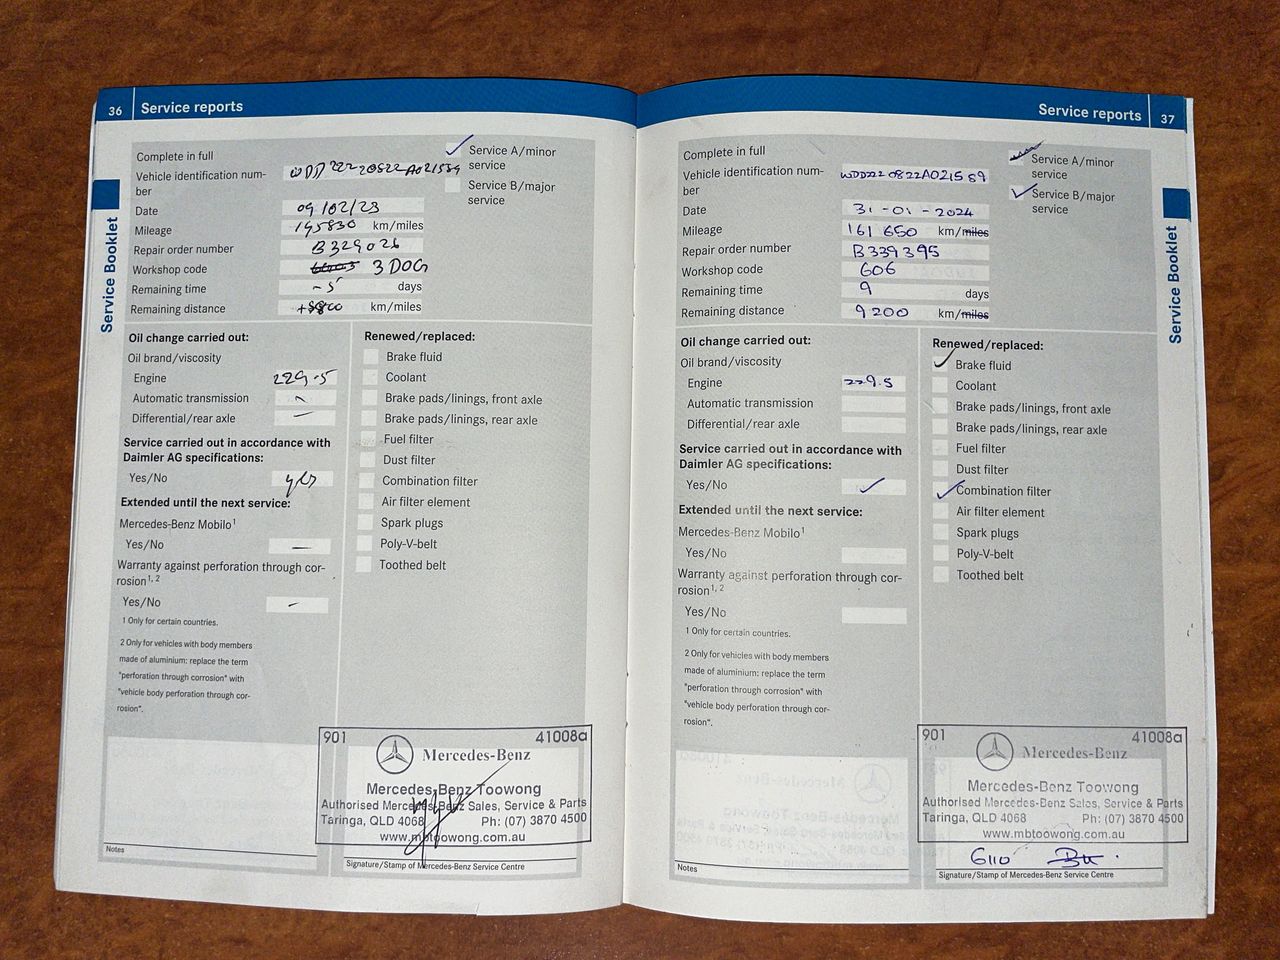 36 Service reports
Complete in full
Service A/minor service
Vehicle identification number WDD2220822A021589
Service B/major service
Date 09/02/23
Mileage km/miles
Repair order number B329026
Workshop code 3DOG
Remaining time -5 days
Remaining distance km/miles
Service Booklet
Oil change carried out:
Oil brand/viscosity
Engine 229.5
Automatic transmission -
Differential/rear axle -
Service carried out in accordance with
Daimler AG specifications:
Yes/No yes
Extended until the next service:
Mercedes-Benz Mobilo1
Yes/No -
Warranty against perforation through cor-
rosion1, 2
Yes/No -
1 Only for certain countries.
2 Only for vehicles with body members
made of aluminium: replace the term
"perforation through corrosion" with
"vehicle body perforation through cor-
rosion".
Renewed/replaced:
Brake fluid
Coolant
Brake pads/linings, front axle
Brake pads/linings, rear axle
Fuel filter
Dust filter
Combination filter
Air filter element
Spark plugs
Poly-V-belt
Toothed belt
901 41008a
Mercedes-Benz
Mercedes-Benz Toowong
Authorised Mercedes-Benz Sales, Service & Parts
Taringa, QLD 4068 Ph: (07) 3870 4500
www.mbtoowong.com.au
Notes
Signature/Stamp of Mercedes-Benz Service Centre
Service reports 37
Complete in full
Service A/minor service
Vehicle identification number WDD2220822A021589
Service B/major service
Date 31-01-2024
Mileage 161 650 km/miles
Repair order number B339395
Workshop code 606
Remaining time 9 days
Remaining distance 9200 km/miles
Service Booklet
Oil change carried out:
Oil brand/viscosity
Engine 229.5
Automatic transmission
Differential/rear axle
Service carried out in accordance with
Daimler AG specifications:
Yes/No ✓
Extended until the next service:
Mercedes-Benz Mobilo1
Yes/No
Warranty against perforation through cor-
rosion1, 2
Yes/No
1 Only for certain countries.
2 Only for vehicles with body members
made of aluminium: replace the term
"perforation through corrosion" with
"vehicle body perforation through cor-
rosion".
Renewed/replaced:
✓ Brake fluid
Coolant
Brake pads/linings, front axle
Brake pads/linings, rear axle
Fuel filter
Dust filter
✓ Combination filter
Air filter element
Spark plugs
Poly-V-belt
Toothed belt
901 41008a
Mercedes-Benz
Mercedes-Benz Toowong
Authorised Mercedes-Benz Sales, Service & Parts
Taringa, QLD 4068 Ph: (07) 3870 4500
www.mbtoowong.com.au
6110
Notes
Signature/Stamp of Mercedes-Benz Service Centre